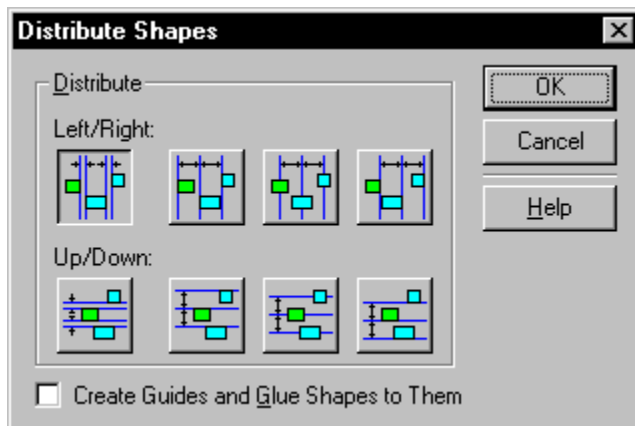 Distribute Shapes
Distribute
Left/Right:
Up/Down:
OK
Cancel
Help
Create Guides and Glue Shapes to Them